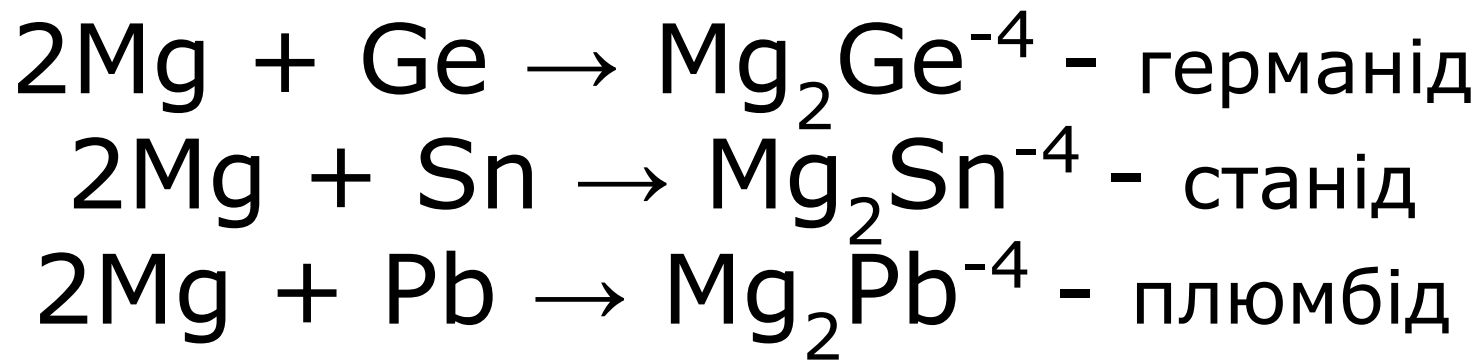 2Mg + Ge → Mg₂Ge⁻⁴ - германід
2Mg + Sn → Mg₂Sn⁻⁴ - станід
2Mg + Pb → Mg₂Pb⁻⁴ - плюмбід